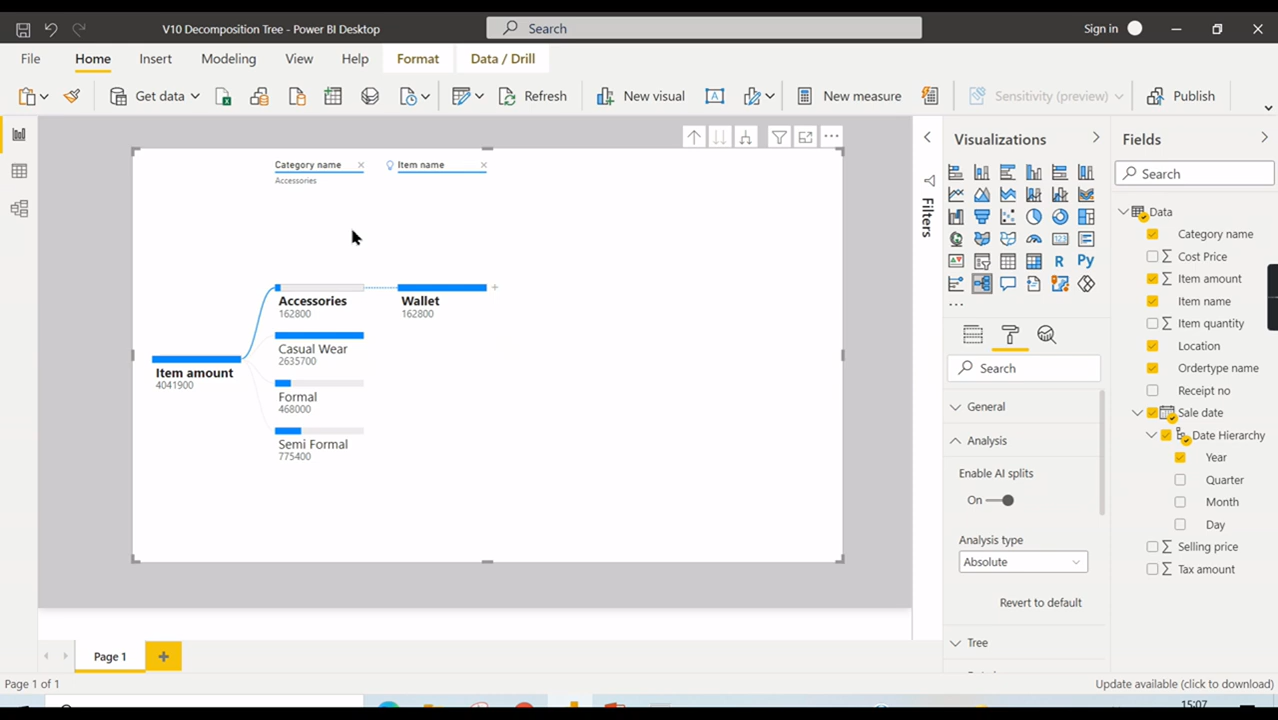 V10 Decomposition Tree - Power BI Desktop
Search
Sign in
File
Home
Insert
Modeling
View
Help
Format
Data / Drill
Get data
Refresh
New visual
New measure
Sensitivity (preview)
Publish
Category name
Accessories
Item name
Item amount
4041900
Accessories
162800
Casual Wear
2635700
Formal
468000
Semi Formal
775400
Wallet
162800
Filters
Visualizations
R
Py
Search
General
Analysis
Enable AI splits
On
Analysis type
Absolute
Revert to default
Tree
Fields
Search
Data
Category name
Cost Price
Item amount
Item name
Item quantity
Location
Ordertype name
Receipt no
Sale date
Date Hierarchy
Year
Quarter
Month
Day
Selling price
Tax amount
Page 1
Page 1 of 1
Update available (click to download)
15:07